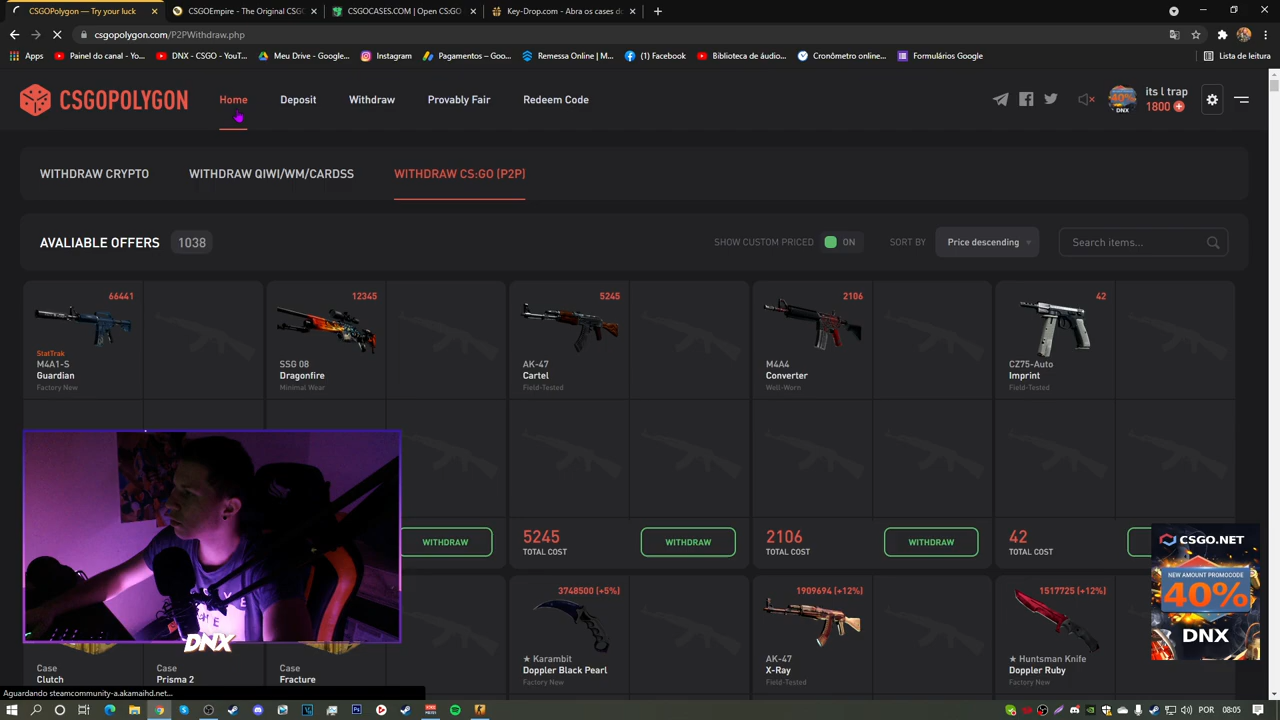 CSGOPolygon — Try your luck
CSGOEmpire - The Original CSGO
CSGOCASES.COM | Open CS:GO
Key-Drop.com - Abra os cases do
csgopolygon.com/P2PWithdraw.php
Apps
Painel do canal - Yo...
DNX - CSGO - YouT...
Meu Drive - Google...
Instagram
Pagamentos – Goo...
Remessa Online | M...
(1) Facebook
Biblioteca de áudio...
Cronômetro online...
Formulários Google
Lista de leitura
CSGOPOLYGON
Home
Deposit
Withdraw
Provably Fair
Redeem Code
40%
DNX
its l trap
1800
WITHDRAW CRYPTO
WITHDRAW QIWI/WM/CARDSS
WITHDRAW CS:GO (P2P)
AVALIABLE OFFERS 1038
SHOW CUSTOM PRICED ON
SORT BY Price descending
Search items...
66441
StatTrak
M4A1-S
Guardian
Factory New
12345
SSG 08
Dragonfire
Minimal Wear
5245
AK-47
Cartel
Field-Tested
2106
M4A4
Converter
Well-Worn
42
CZ75-Auto
Imprint
Field-Tested
WITHDRAW
5245
TOTAL COST
WITHDRAW
2106
TOTAL COST
WITHDRAW
42
TOTAL COST
CSGO.NET
NEW AMOUNT PROMOCODE
40%
DNX
DNX
Case
Clutch
Case
Prisma 2
Case
Fracture
3748500 (+5%)
★ Karambit
Doppler Black Pearl
Factory New
1909694 (+12%)
AK-47
X-Ray
Field-Tested
1517725 (+12%)
★ Huntsman Knife
Doppler Ruby
Factory New
Aguardando steamcommunity-a.akamaihd.net...
POR
08:05